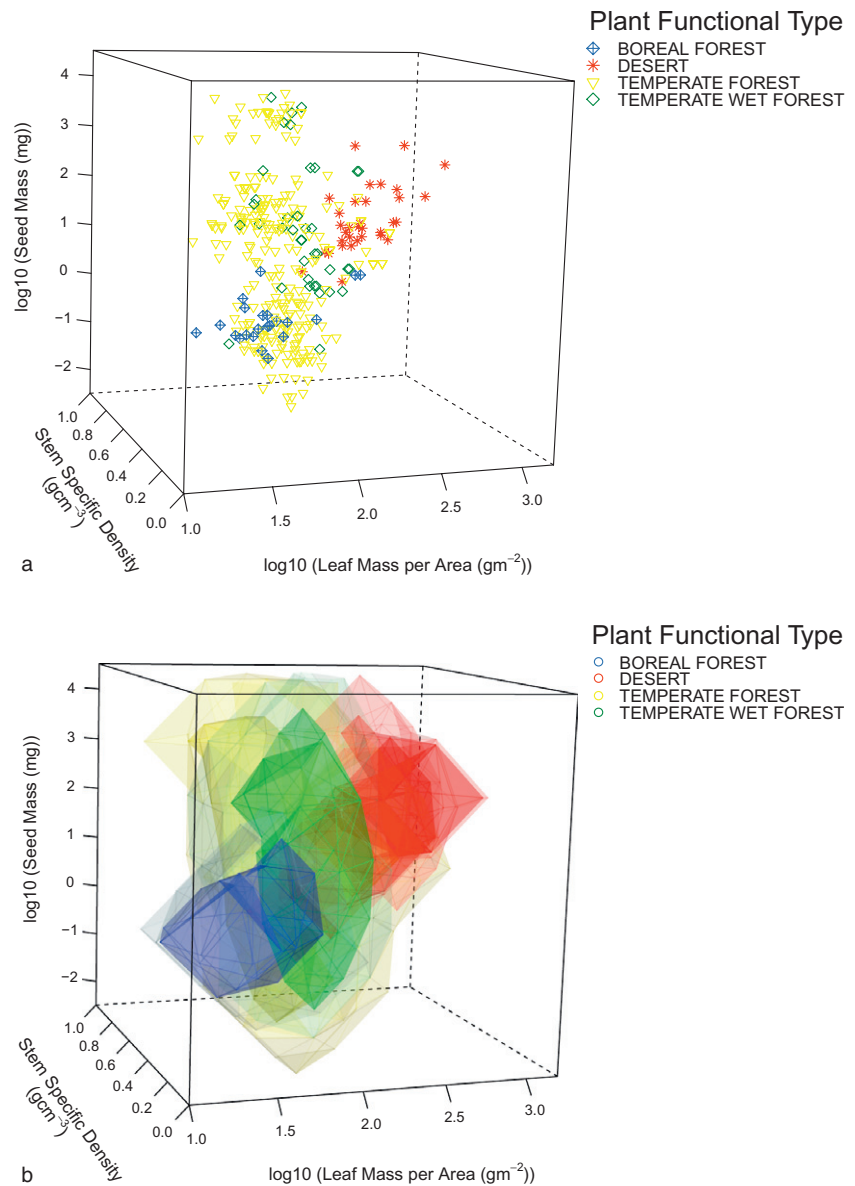 Plant Functional Type
BOREAL FOREST
DESERT
TEMPERATE FOREST
TEMPERATE WET FOREST
log10 (Seed Mass (mg))
4
3
2
1
0
−1
−2
1.0
0.8
0.6
0.4
0.2
0.0
Stem Specific Density
(gcm⁻³)
1.0
1.5
2.0
2.5
3.0
log10 (Leaf Mass per Area (gm⁻²))
a
Plant Functional Type
BOREAL FOREST
DESERT
TEMPERATE FOREST
TEMPERATE WET FOREST
log10 (Seed Mass (mg))
4
3
2
1
0
−1
−2
1.0
0.8
0.6
0.4
0.2
0.0
Stem Specific Density
(gcm⁻³)
1.0
1.5
2.0
2.5
3.0
log10 (Leaf Mass per Area (gm⁻²))
b